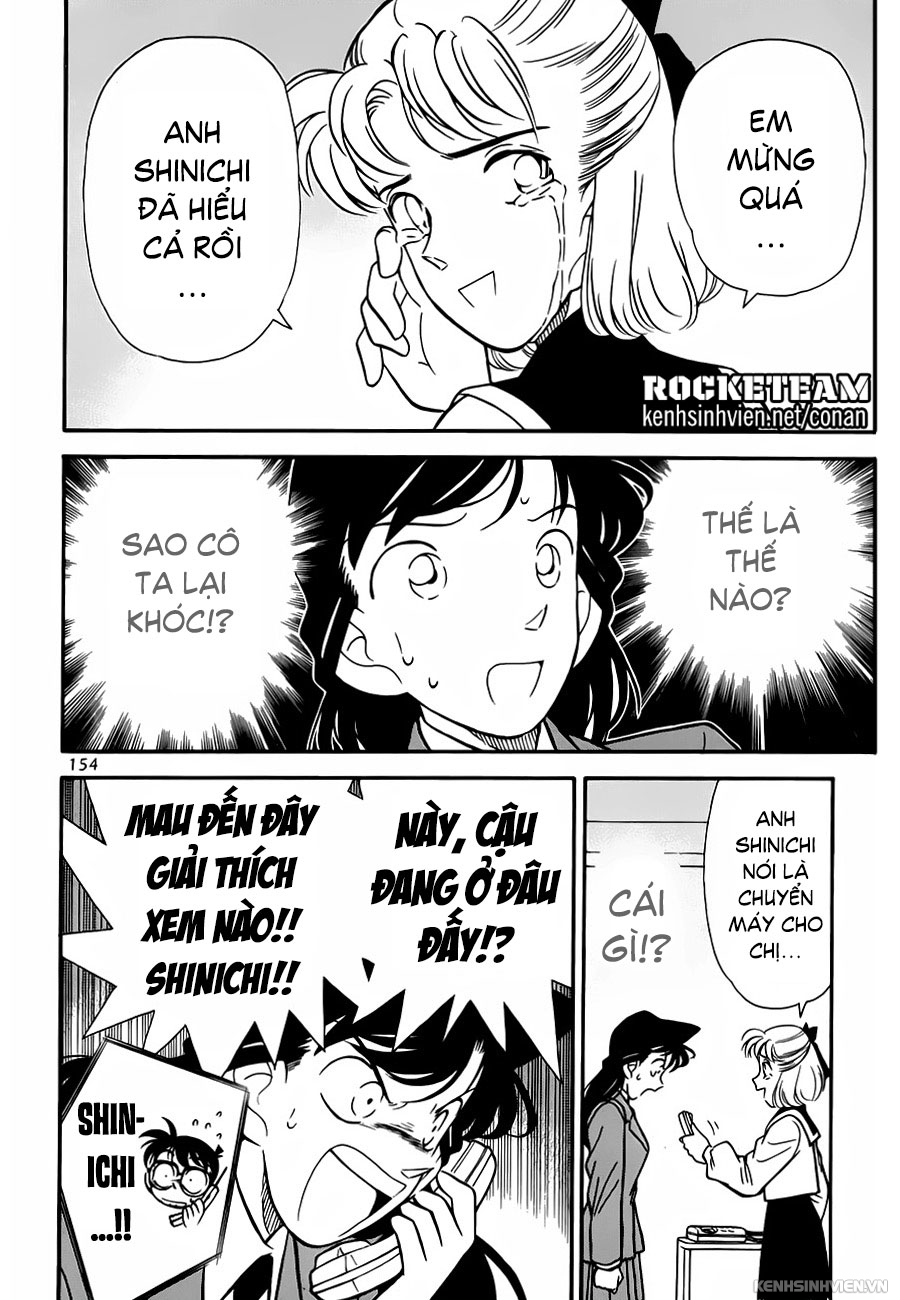 EM
MỪNG
QUÁ
...
ANH
SHINICHI
ĐÃ HIỂU
CẢ RỒI
...
ROCKETEAM
kenhsinhvien.net/conan
THẾ LÀ
THẾ
NÀO?
SAO CÔ
TA LẠI
KHÓC!?
154
ANH
SHINICHI
NÓI LÀ
CHUYỂN
MÁY CHO
CHỊ...
CÁI
GÌ!?
NÀY, CẬU
ĐANG Ở ĐÂU
ĐẤY!?
MAU ĐẾN ĐÂY
GIẢI THÍCH
XEM NÀO!!
SHINICHI!!
SHIN-
ICHI
...!!
KENHSINHVIEN.VN